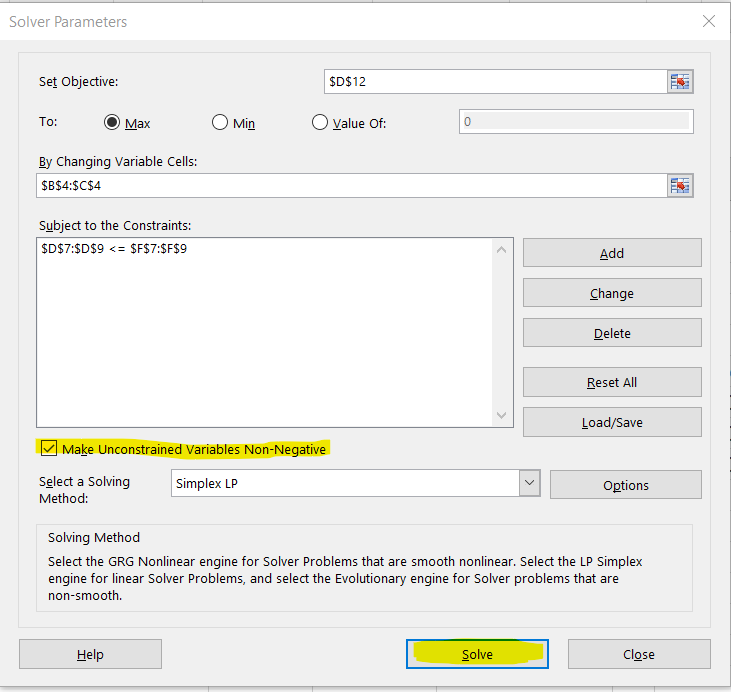 Solver Parameters
Set Objective:
$D$12
To:
Max
Min
Value Of:
0
By Changing Variable Cells:
$B$4:$C$4
Subject to the Constraints:
$D$7:$D$9 <= $F$7:$F$9
Add
Change
Delete
Reset All
Load/Save
Make Unconstrained Variables Non-Negative
Select a Solving
Method:
Simplex LP
Options
Solving Method
Select the GRG Nonlinear engine for Solver Problems that are smooth nonlinear. Select the LP Simplex
engine for linear Solver Problems, and select the Evolutionary engine for Solver problems that are
non-smooth.
Help
Solve
Close